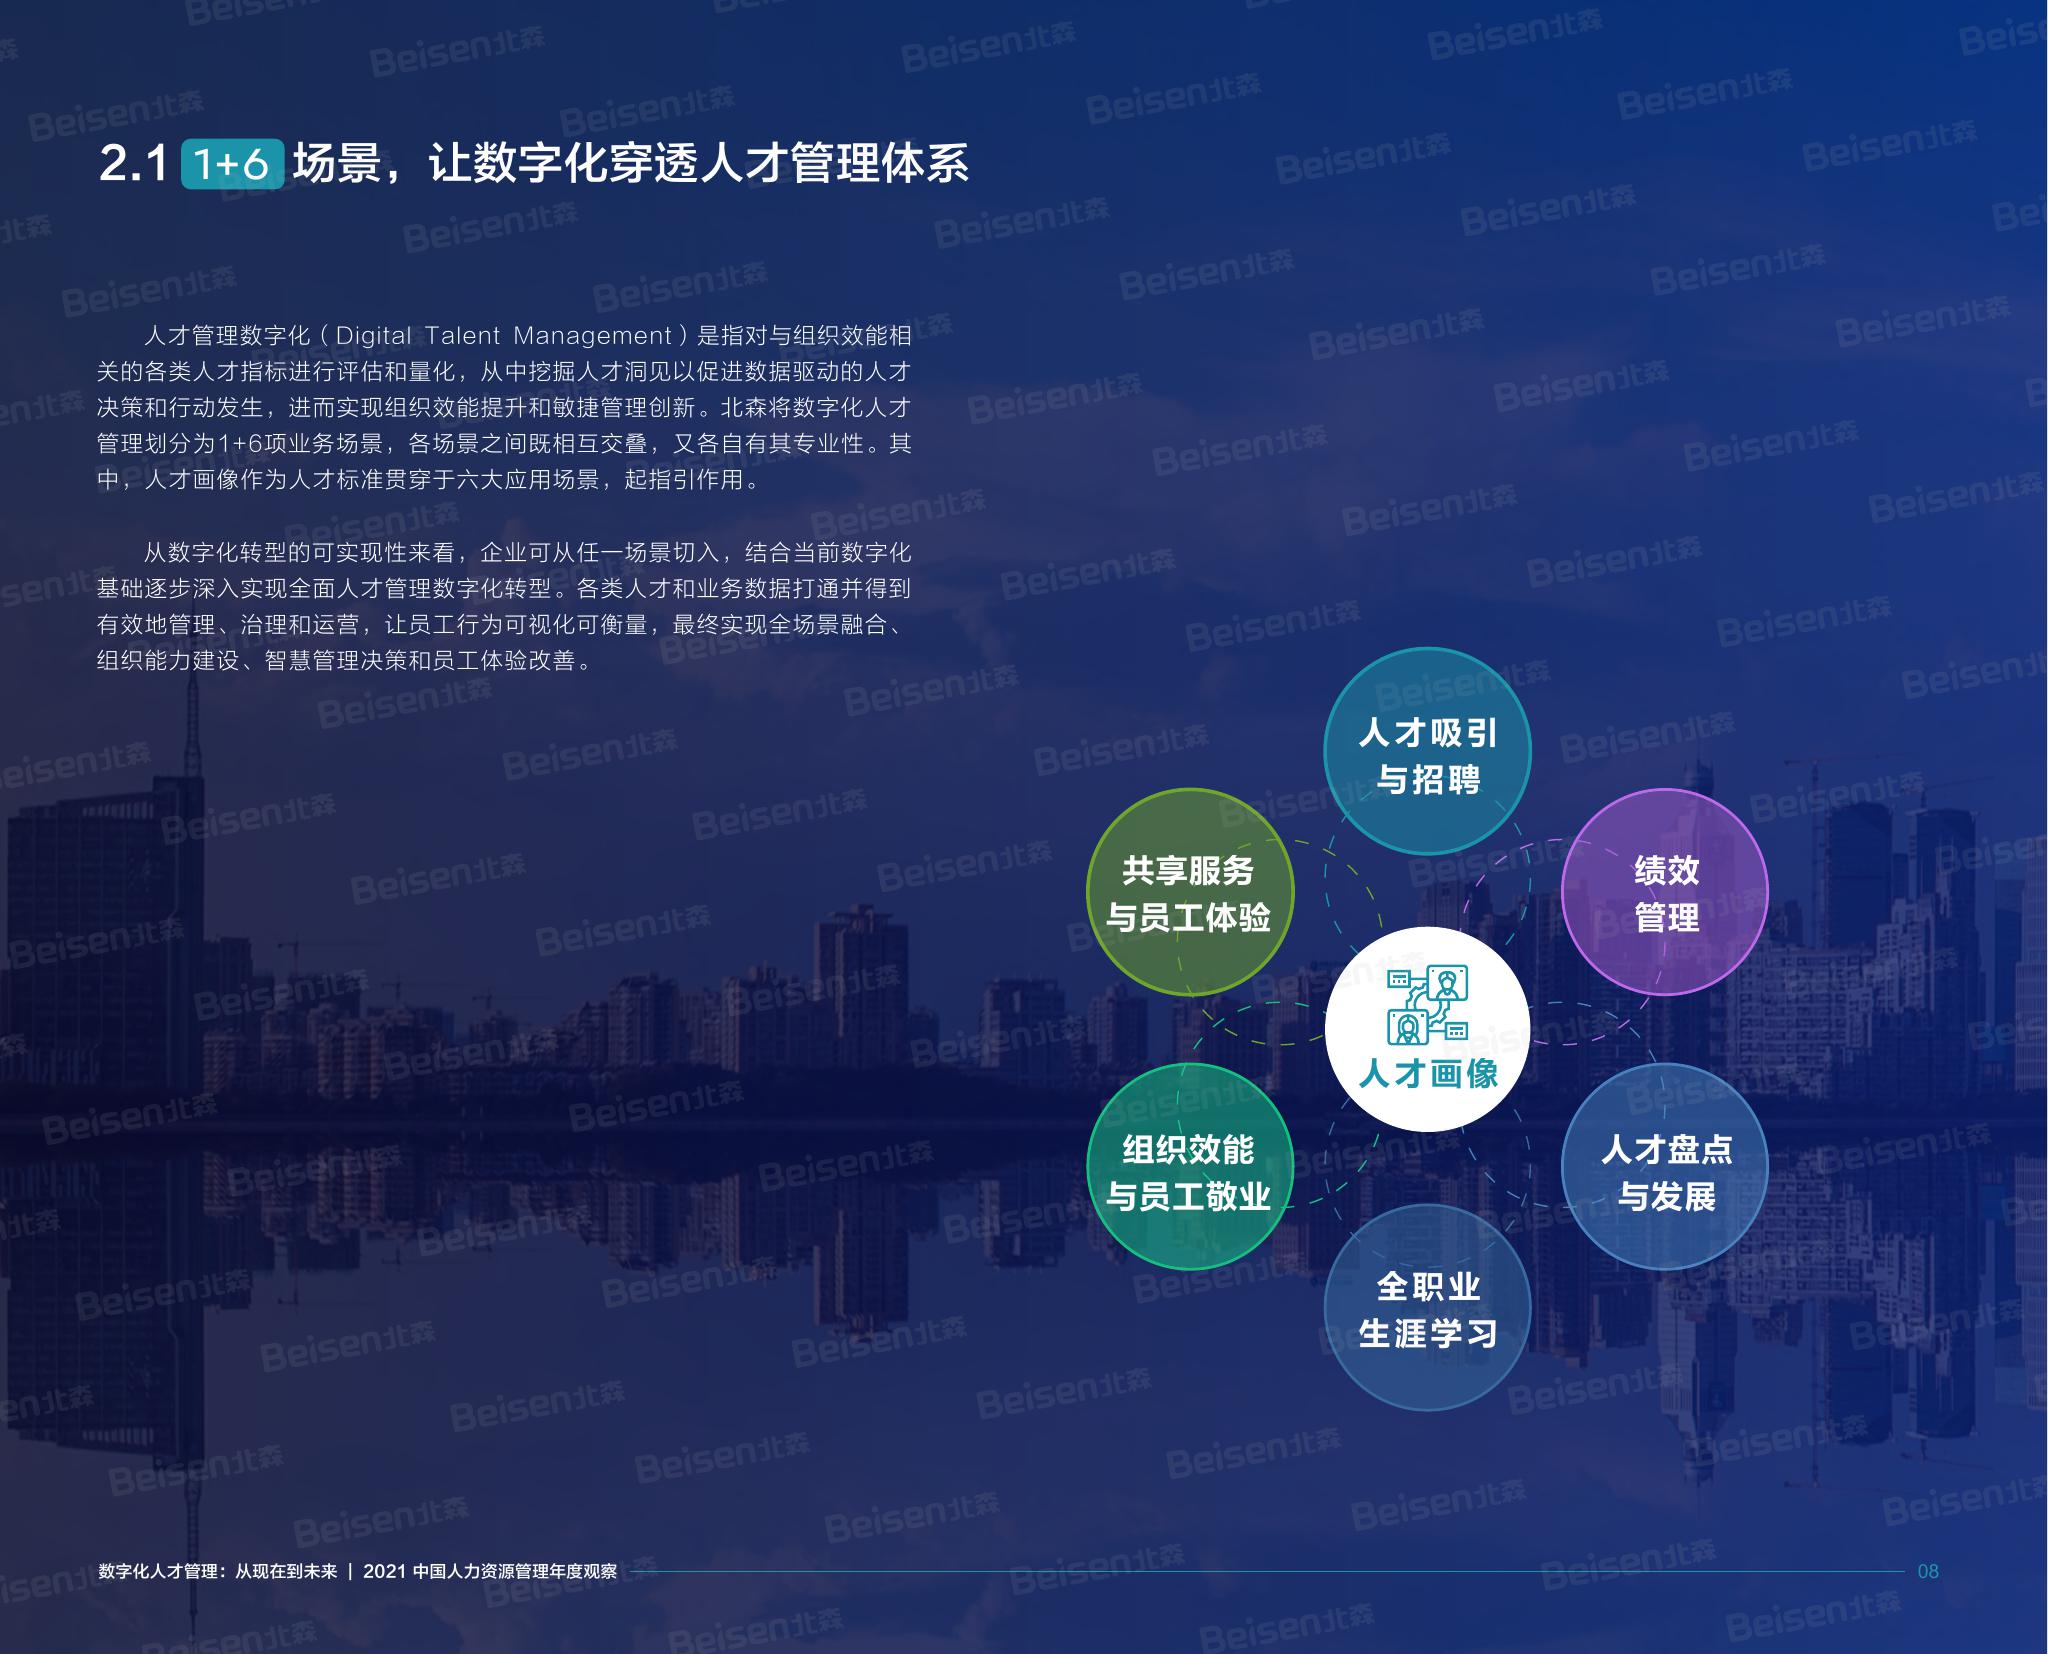 2.1 1+6 场景，让数字化穿透人才管理体系
人才管理数字化（Digital Talent Management）是指对与组织效能相
关的各类人才指标进行评估和量化，从中挖掘人才洞见以促进数据驱动的人才
决策和行动发生，进而实现组织效能提升和敏捷管理创新。北森将数字化人才
管理划分为1+6项业务场景，各场景之间既相互交叠，又各自有其专业性。其
中，人才画像作为人才标准贯穿于六大应用场景，起指引作用。
从数字化转型的可实现性来看，企业可从任一场景切入，结合当前数字化
基础逐步深入实现全面人才管理数字化转型。各类人才和业务数据打通并得到
有效地管理、治理和运营，让员工行为可视化可衡量，最终实现全场景融合、
组织能力建设、智慧管理决策和员工体验改善。
人才吸引
与招聘
共享服务
与员工体验
绩效
管理
人才画像
组织效能
与员工敬业
人才盘点
与发展
全职业
生涯学习
数字化人才管理：从现在到未来 | 2021 中国人力资源管理年度观察
08
Beisen北森